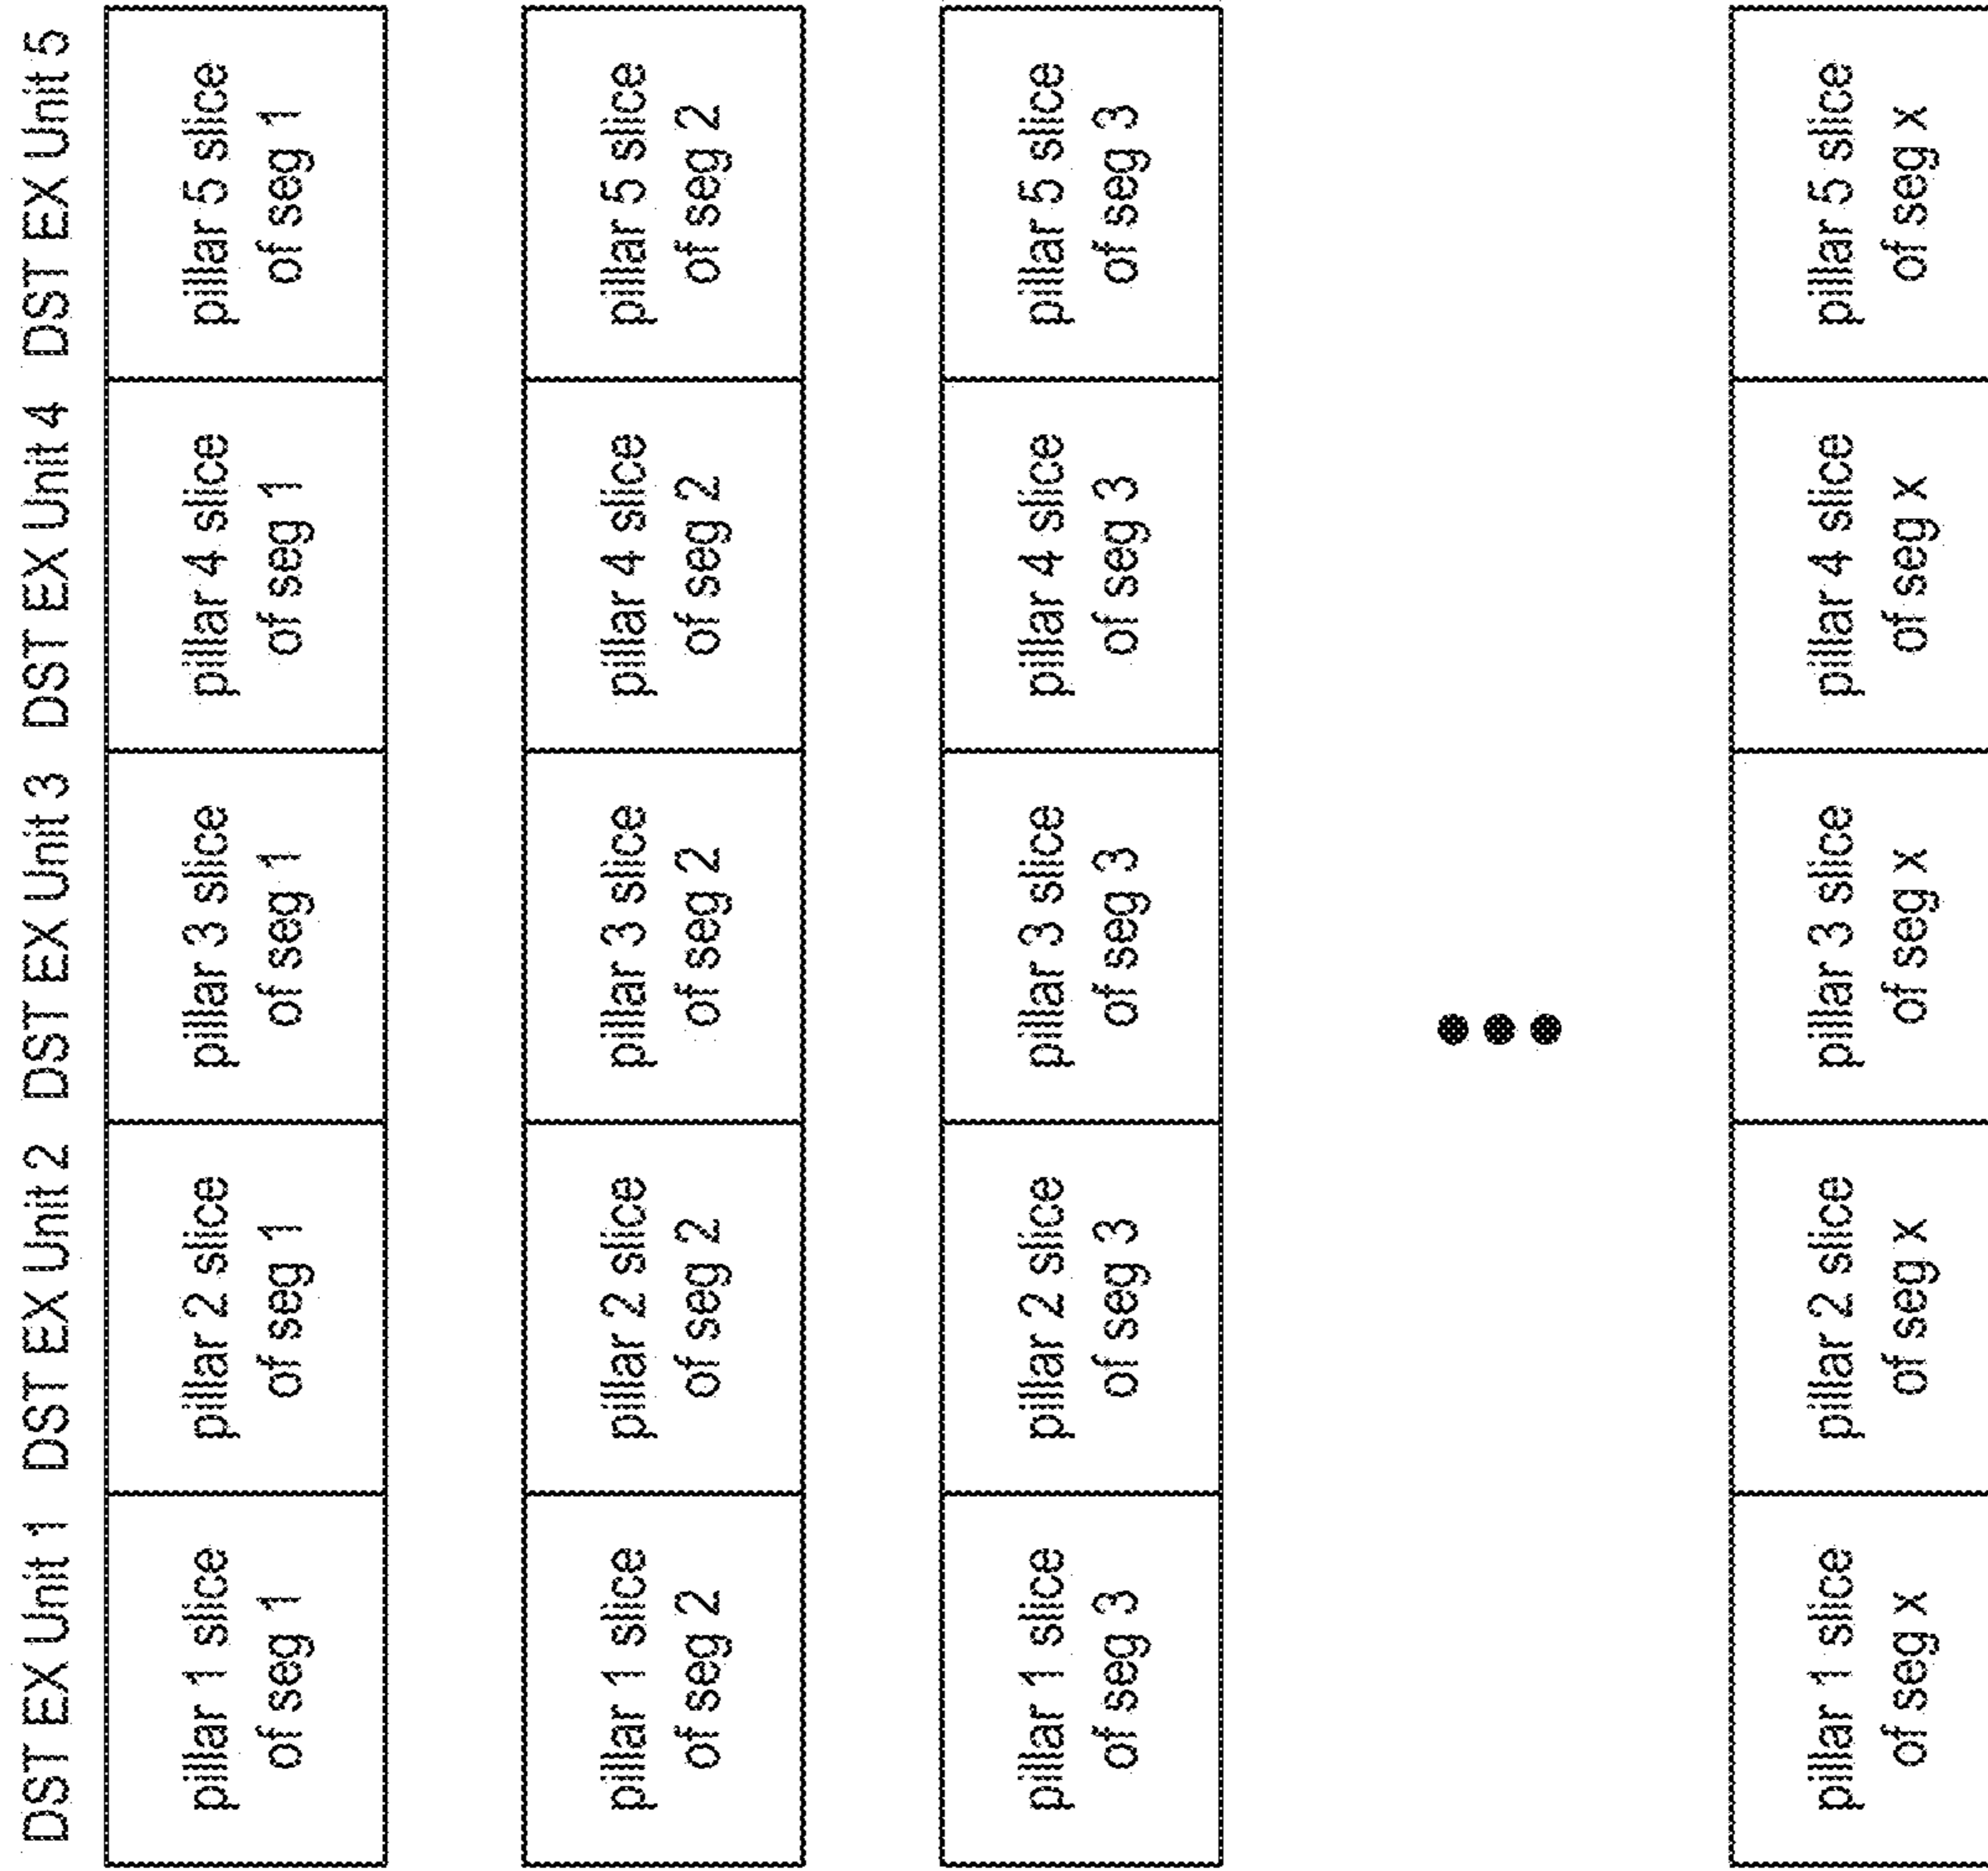 DST EX Unit 1 DST EX Unit 2 DST EX Unit 3 DST EX Unit 4 DST EX Unit 5
pillar 1 slice
of seg 1
pillar 2 slice
of seg 1
pillar 3 slice
of seg 1
pillar 4 slice
of seg 1
pillar 5 slice
of seg 1
pillar 1 slice
of seg 2
pillar 2 slice
of seg 2
pillar 3 slice
of seg 2
pillar 4 slice
of seg 2
pillar 5 slice
of seg 2
pillar 1 slice
of seg 3
pillar 2 slice
of seg 3
pillar 3 slice
of seg 3
pillar 4 slice
of seg 3
pillar 5 slice
of seg 3
pillar 1 slice
of seg x
pillar 2 slice
of seg x
pillar 3 slice
of seg x
pillar 4 slice
of seg x
pillar 5 slice
of seg x